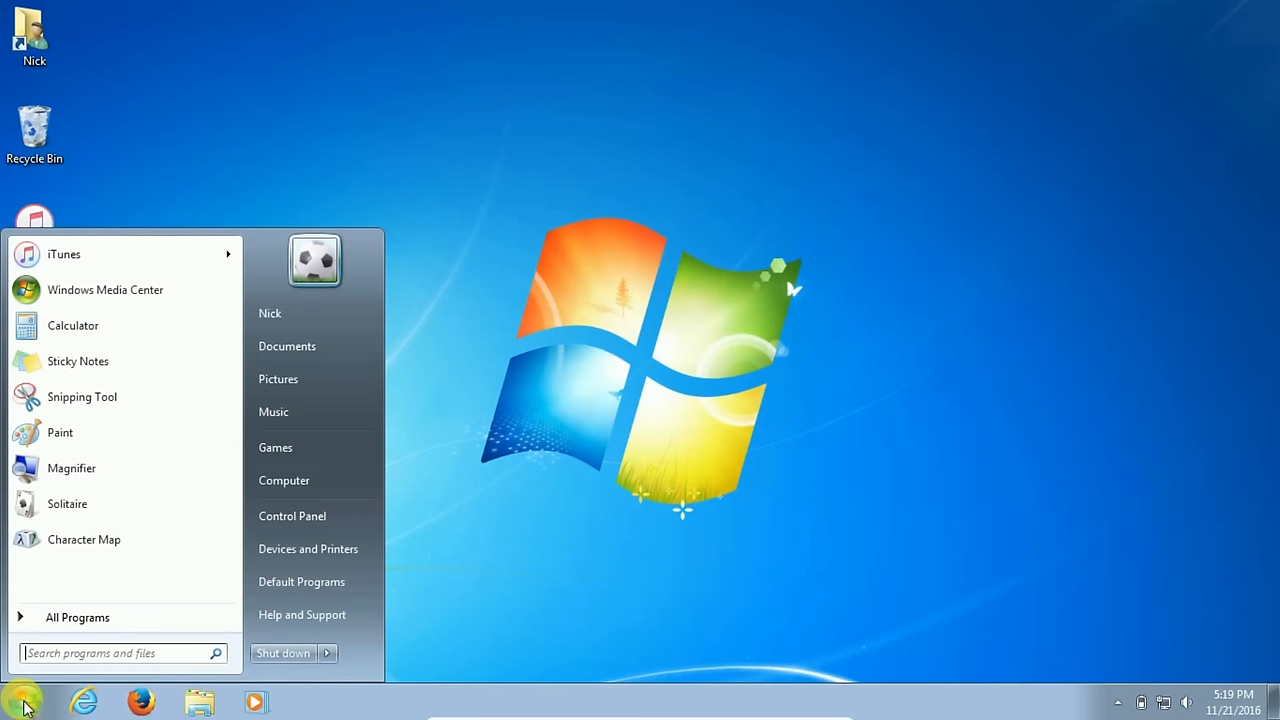 Nick
Recycle Bin
iTunes
Windows Media Center
Calculator
Sticky Notes
Snipping Tool
Paint
Magnifier
Solitaire
Character Map
All Programs
Search programs and files
Nick
Documents
Pictures
Music
Games
Computer
Control Panel
Devices and Printers
Default Programs
Help and Support
Shut down
5:19 PM
11/21/2016